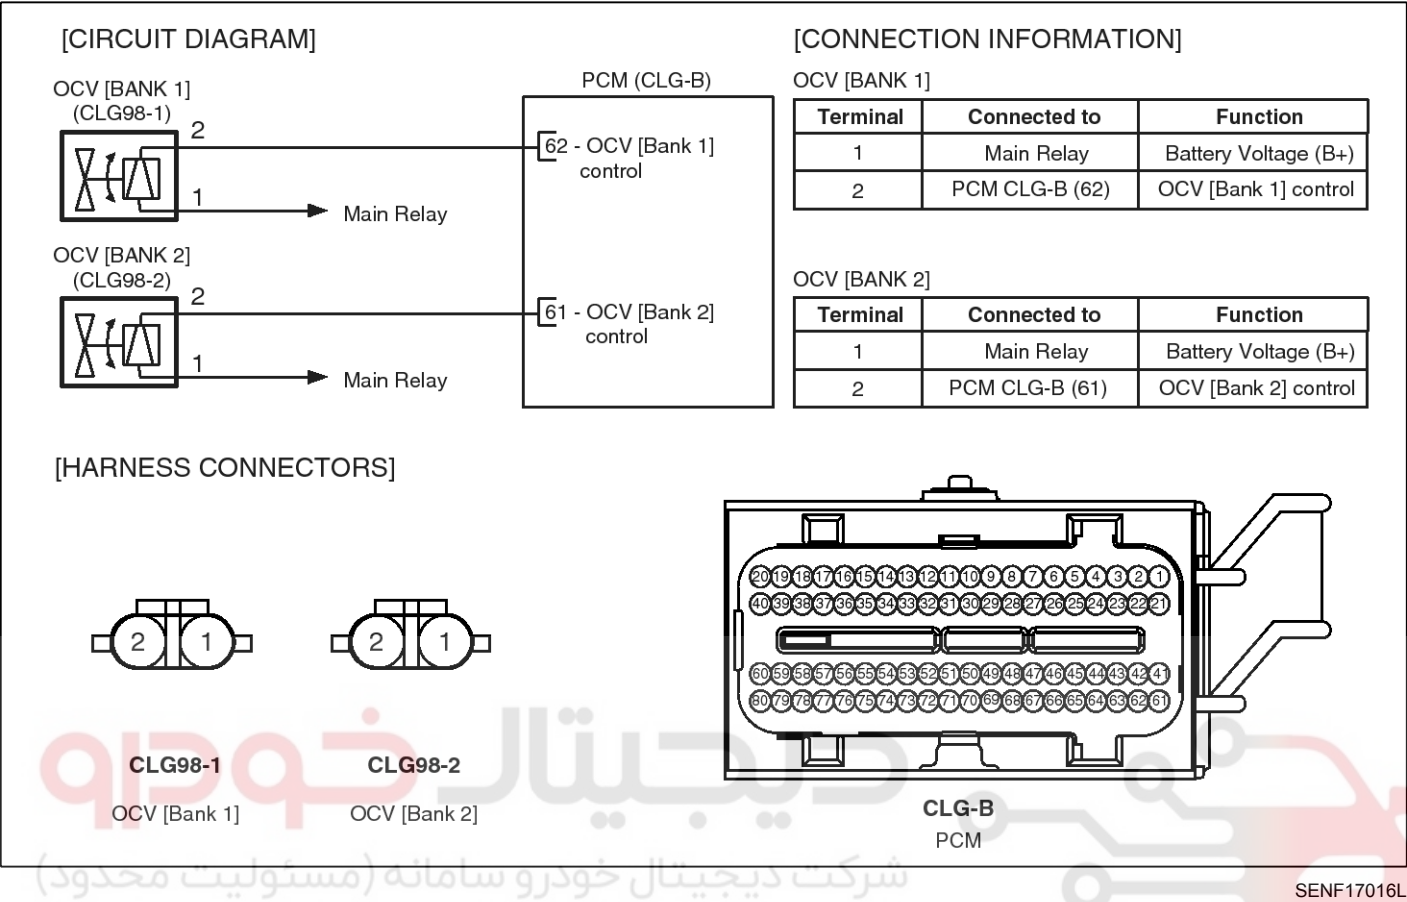 [CIRCUIT DIAGRAM]
OCV [BANK 1]
(CLG98-1)
2
1
Main Relay
PCM (CLG-B)
62 - OCV [Bank 1]
control
OCV [BANK 2]
(CLG98-2)
2
1
Main Relay
61 - OCV [Bank 2]
control
[CONNECTION INFORMATION]
OCV [BANK 1]
Terminal Connected to Function
1 Main Relay Battery Voltage (B+)
2 PCM CLG-B (62) OCV [Bank 1] control
OCV [BANK 2]
Terminal Connected to Function
1 Main Relay Battery Voltage (B+)
2 PCM CLG-B (61) OCV [Bank 2] control
[HARNESS CONNECTORS]
2 1
CLG98-1
OCV [Bank 1]
2 1
CLG98-2
OCV [Bank 2]
20 19 18 17 16 15 14 13 12 11 10 9 8 7 6 5 4 3 2 1
40 39 38 37 36 35 34 33 32 31 30 29 28 27 26 25 24 23 22 21
60 59 58 57 56 55 54 53 52 51 50 49 48 47 46 45 44 43 42 41
80 79 78 77 76 75 74 73 72 71 70 69 68 67 66 65 64 63 62 61
CLG-B
PCM
دیجیتال خودرو
شرکت دیجیتال خودرو سامانه (مسئولیت محدود)
SENF17016L